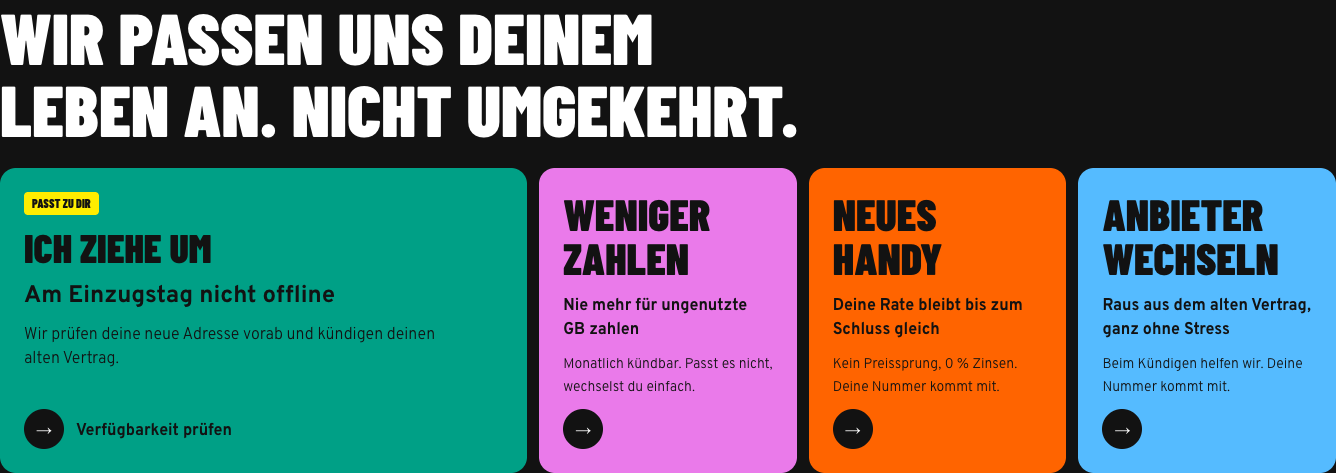 WIR PASSEN UNS DEINEM
LEBEN AN. NICHT UMGEKEHRT.
PASST ZU DIR
ICH ZIEHE UM
Am Einzugstag nicht offline
Wir prüfen deine neue Adresse vorab und kündigen deinen
alten Vertrag.
→ Verfügbarkeit prüfen
WENIGER
ZAHLEN
Nie mehr für ungenutzte
GB zahlen
Monatlich kündbar. Passt es nicht,
wechselst du einfach.
→
NEUES
HANDY
Deine Rate bleibt bis zum
Schluss gleich
Kein Preissprung, 0 % Zinsen.
Deine Nummer kommt mit.
→
ANBIETER
WECHSELN
Raus aus dem alten Vertrag,
ganz ohne Stress
Beim Kündigen helfen wir. Deine
Nummer kommt mit.
→